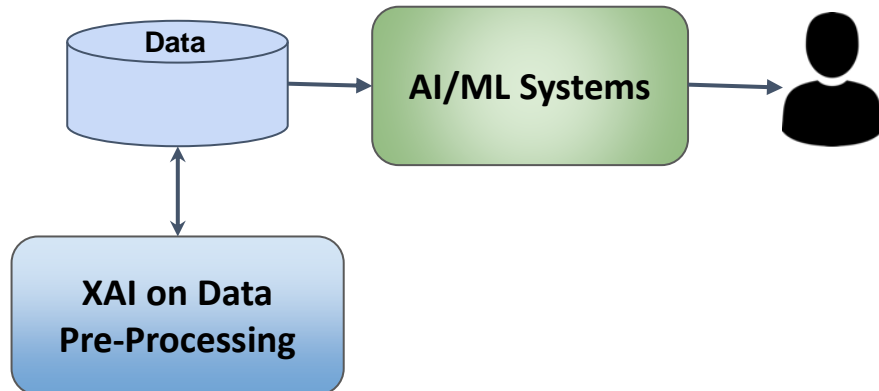 Data
AI/ML Systems
XAI on Data
Pre-Processing